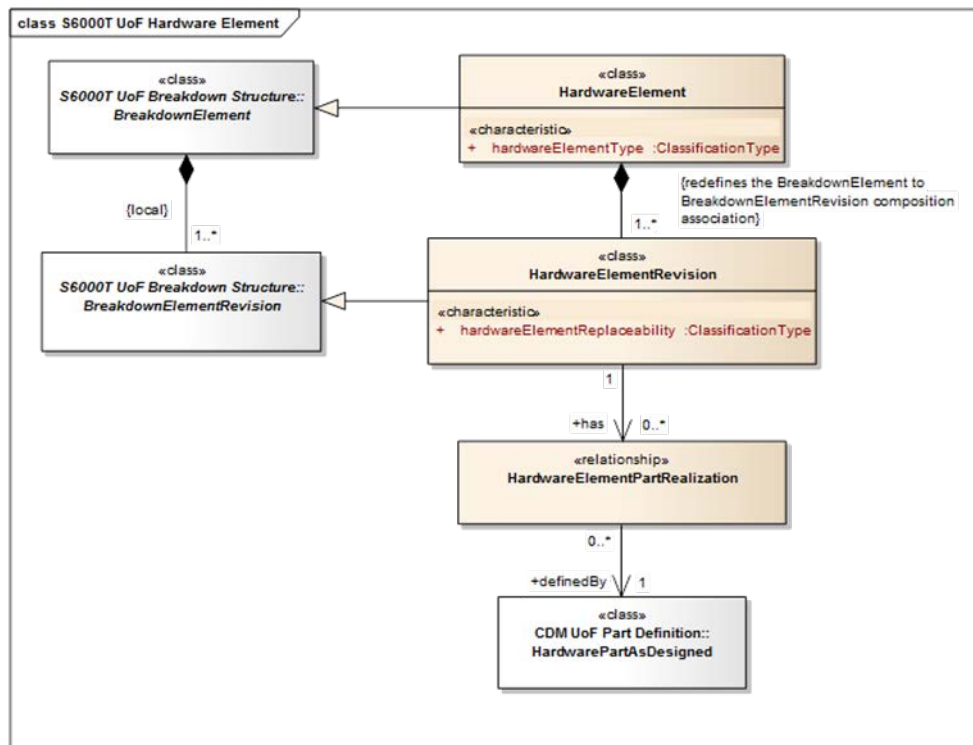 class S6000T UoF Hardware Element
«class»
S6000T UoF Breakdown Structure::
BreakdownElement
«class»
HardwareElement
«characteristic»
+ hardwareElementType :ClassificationType
{local}
1..*
{redefines the BreakdownElement to
BreakdownElementRevision composition
association}
1..*
«class»
S6000T UoF Breakdown Structure::
BreakdownElementRevision
«class»
HardwareElementRevision
«characteristic»
+ hardwareElementReplaceability :ClassificationType
1
+has
0..*
«relationship»
HardwareElementPartRealization
0..*
+definedBy
1
«class»
CDM UoF Part Definition::
HardwarePartAsDesigned